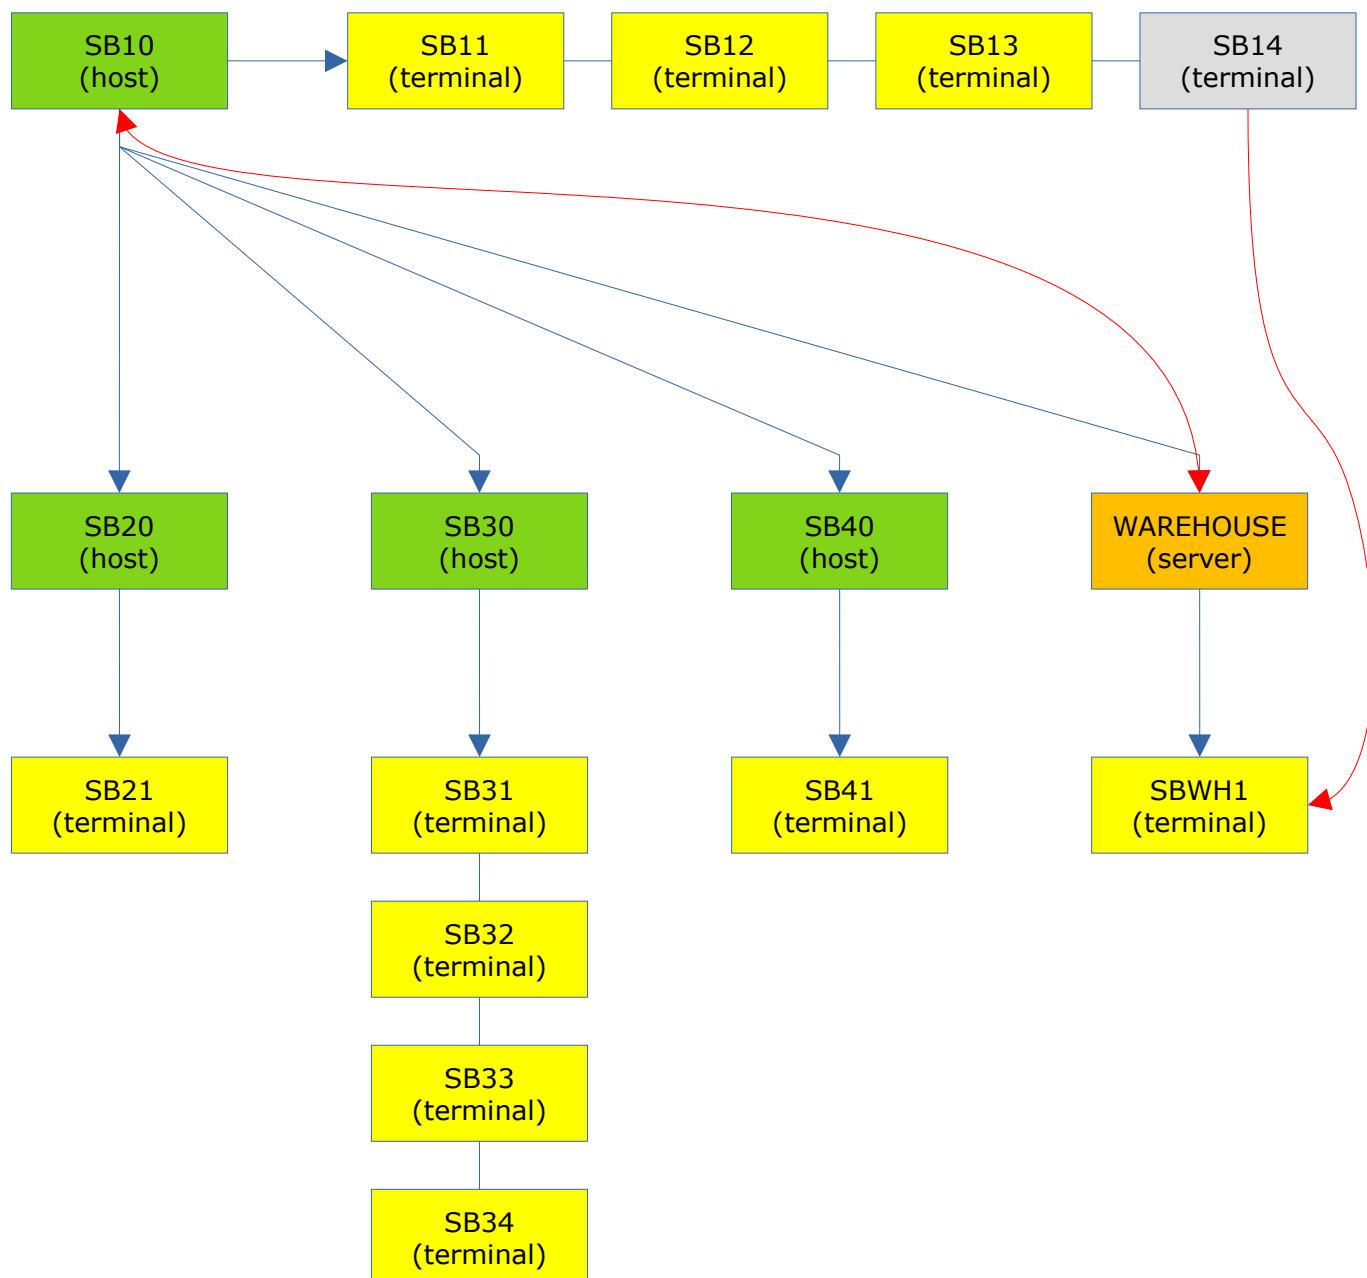 SB10
(host)
SB11
(terminal)
SB12
(terminal)
SB13
(terminal)
SB14
(terminal)
SB20
(host)
SB30
(host)
SB40
(host)
WAREHOUSE
(server)
SB21
(terminal)
SB31
(terminal)
SB41
(terminal)
SBWH1
(terminal)
SB32
(terminal)
SB33
(terminal)
SB34
(terminal)